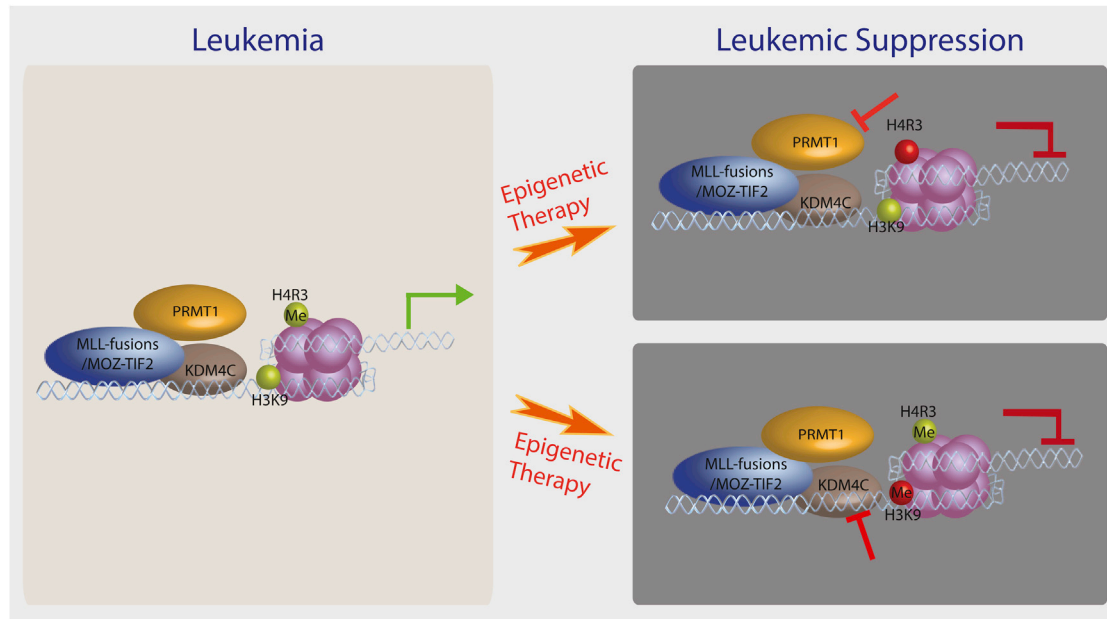 Leukemia
Leukemic Suppression
PRMT1
MLL-fusions
/MOZ-TIF2
KDM4C
H4R3
Me
H3K9
Epigenetic
Therapy
Epigenetic
Therapy
PRMT1
MLL-fusions
/MOZ-TIF2
KDM4C
H4R3
H3K9
PRMT1
MLL-fusions
/MOZ-TIF2
KDM4C
H4R3
Me
Me
H3K9